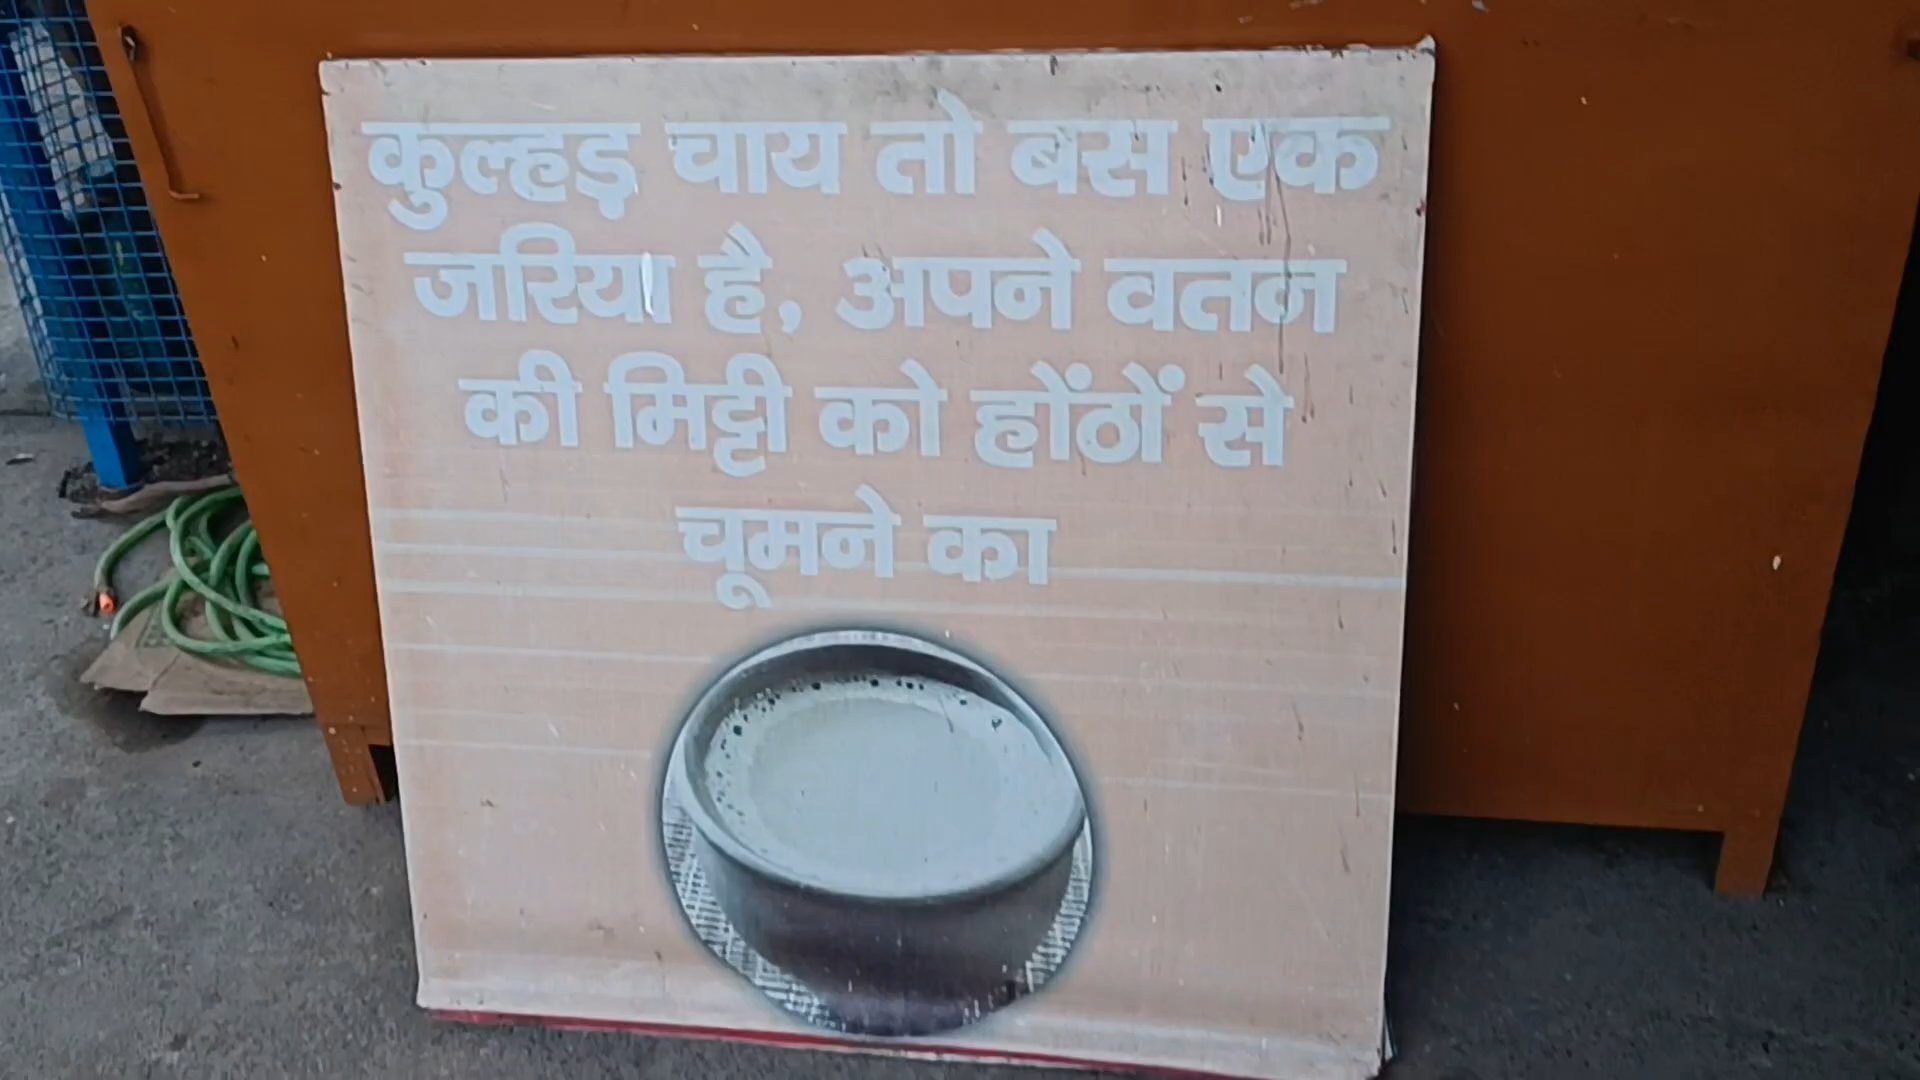 कुल्हड़ चाय तो बस एक
जरिया है, अपने वतन
की मिट्टी को होंठों से
चूमने का